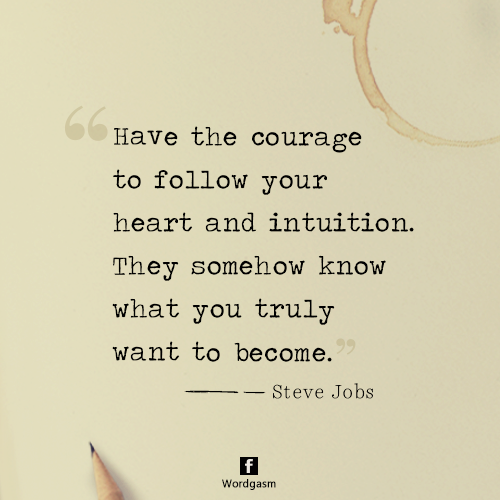 “Have the courage
to follow your
heart and intuition.
They somehow know
what you truly
want to become.”
—— — Steve Jobs
f
Wordgasm